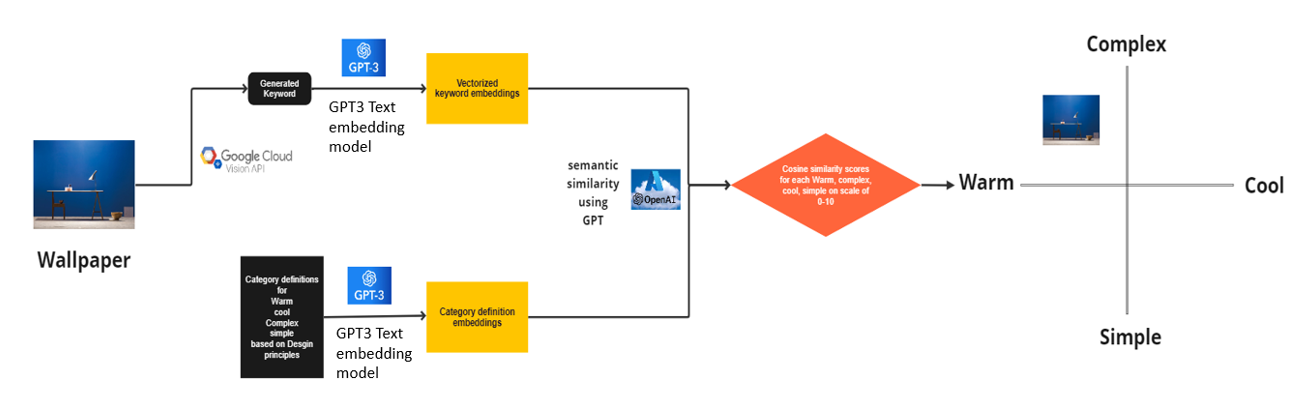 Wallpaper
Google Cloud
Vision API
Generated
Keyword
GPT-3
GPT3 Text
embedding
model
Vectorized
keyword embeddings
Category definitions
for
Warm
cool
Complex
simple
based on Desgin
principles
GPT-3
GPT3 Text
embedding
model
Category definition
embeddings
semantic
similarity
using
GPT
OpenAI
Cosine similarity scores
for each Warm, complex,
cool, simple on scale of
0-10
Complex
Warm
Cool
Simple